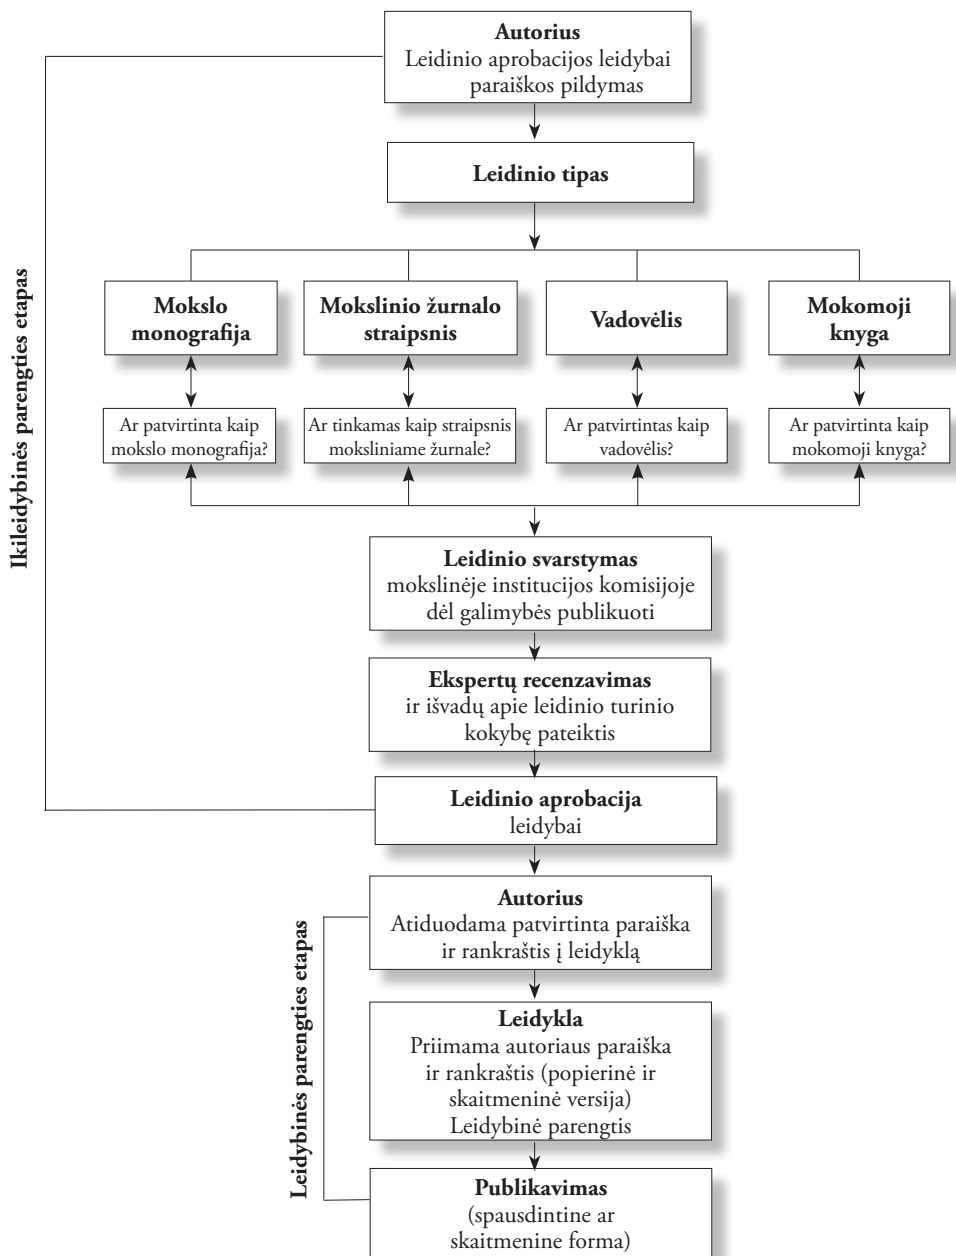 Autorius
Leidinio aprobacijos leidybai
paraiškos pildymas
Leidinio tipas
Ikileidybinės parengties etapas
Mokslo
monografija
Mokslinio žurnalo
straipsnis
Vadovėlis
Mokomoji
knyga
Ar patvirtinta kaip
mokslo monografija?
Ar tinkamas kaip straipsnis
moksliniame žurnale?
Ar patvirtintas kaip
vadovėlis?
Ar patvirtinta kaip
mokomoji knyga?
Leidinio svarstymas
mokslinėje institucijos komisijoje
dėl galimybės publikuoti
Ekspertų recenzavimas
ir išvadų apie leidinio turinio
kokybę pateiktis
Leidinio aprobacija
leidybai
Leidybinės parengties etapas
Autorius
Atiduodama patvirtinta paraiška
ir rankraštis į leidyklą
Leidykla
Priimama autoriaus paraiška
ir rankraštis (popierinė ir
skaitmeninė versija)
Leidybinė parengtis
Publikavimas
(spausdintine ar
skaitmenine forma)